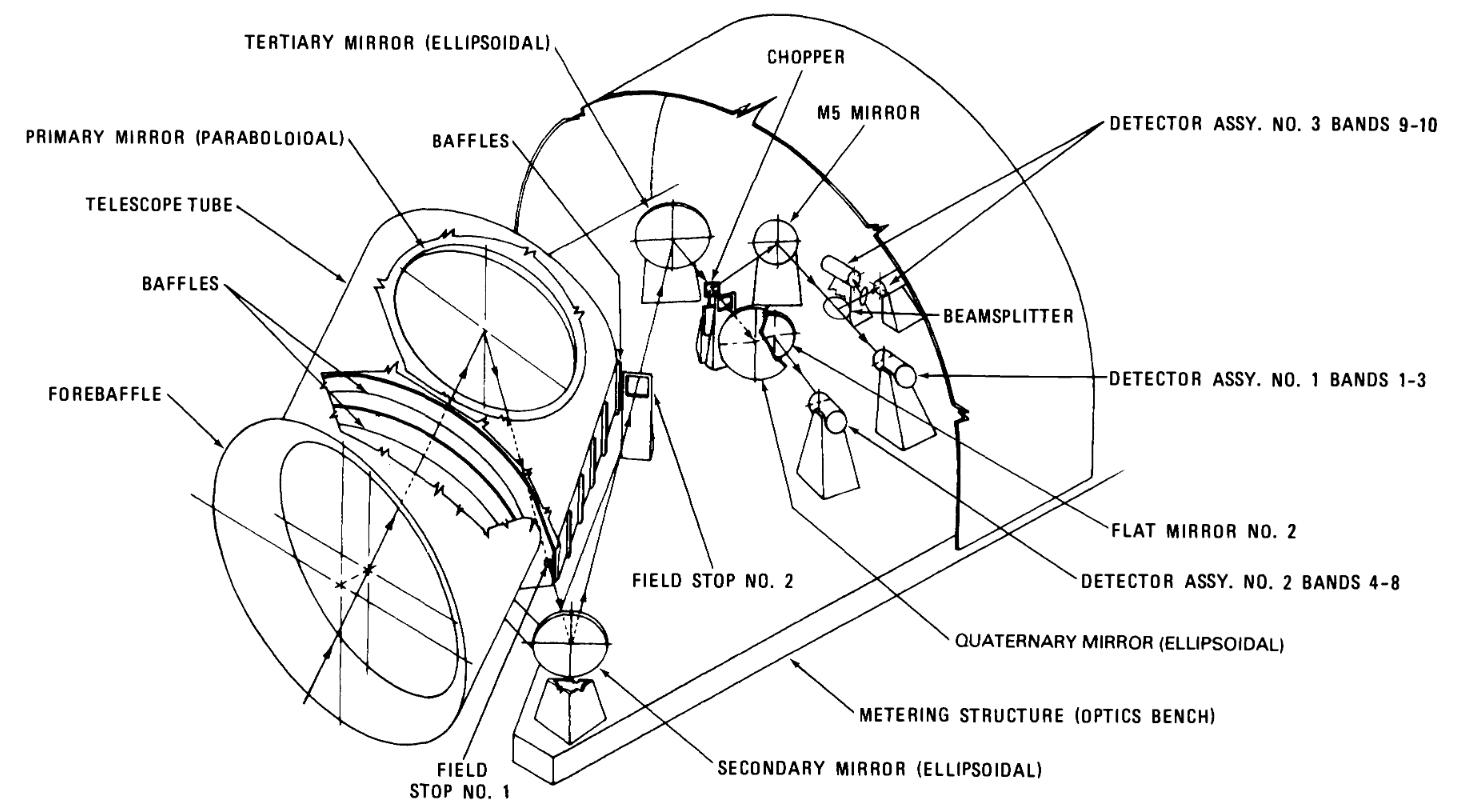 TERTIARY MIRROR (ELLIPSOIDAL)
CHOPPER
M5 MIRROR
DETECTOR ASSY. NO. 3 BANDS 9-10
PRIMARY MIRROR (PARABOLOIOAL)
BAFFLES
TELESCOPE TUBE
BAFFLES
BEAMSPLITTER
FOREBAFFLE
DETECTOR ASSY. NO. 1 BANDS 1-3
FLAT MIRROR NO. 2
FIELD STOP NO. 2
DETECTOR ASSY. NO. 2 BANDS 4-8
QUATERNARY MIRROR (ELLIPSOIDAL)
METERING STRUCTURE (OPTICS BENCH)
SECONDARY MIRROR (ELLIPSOIDAL)
FIELD
STOP NO. 1